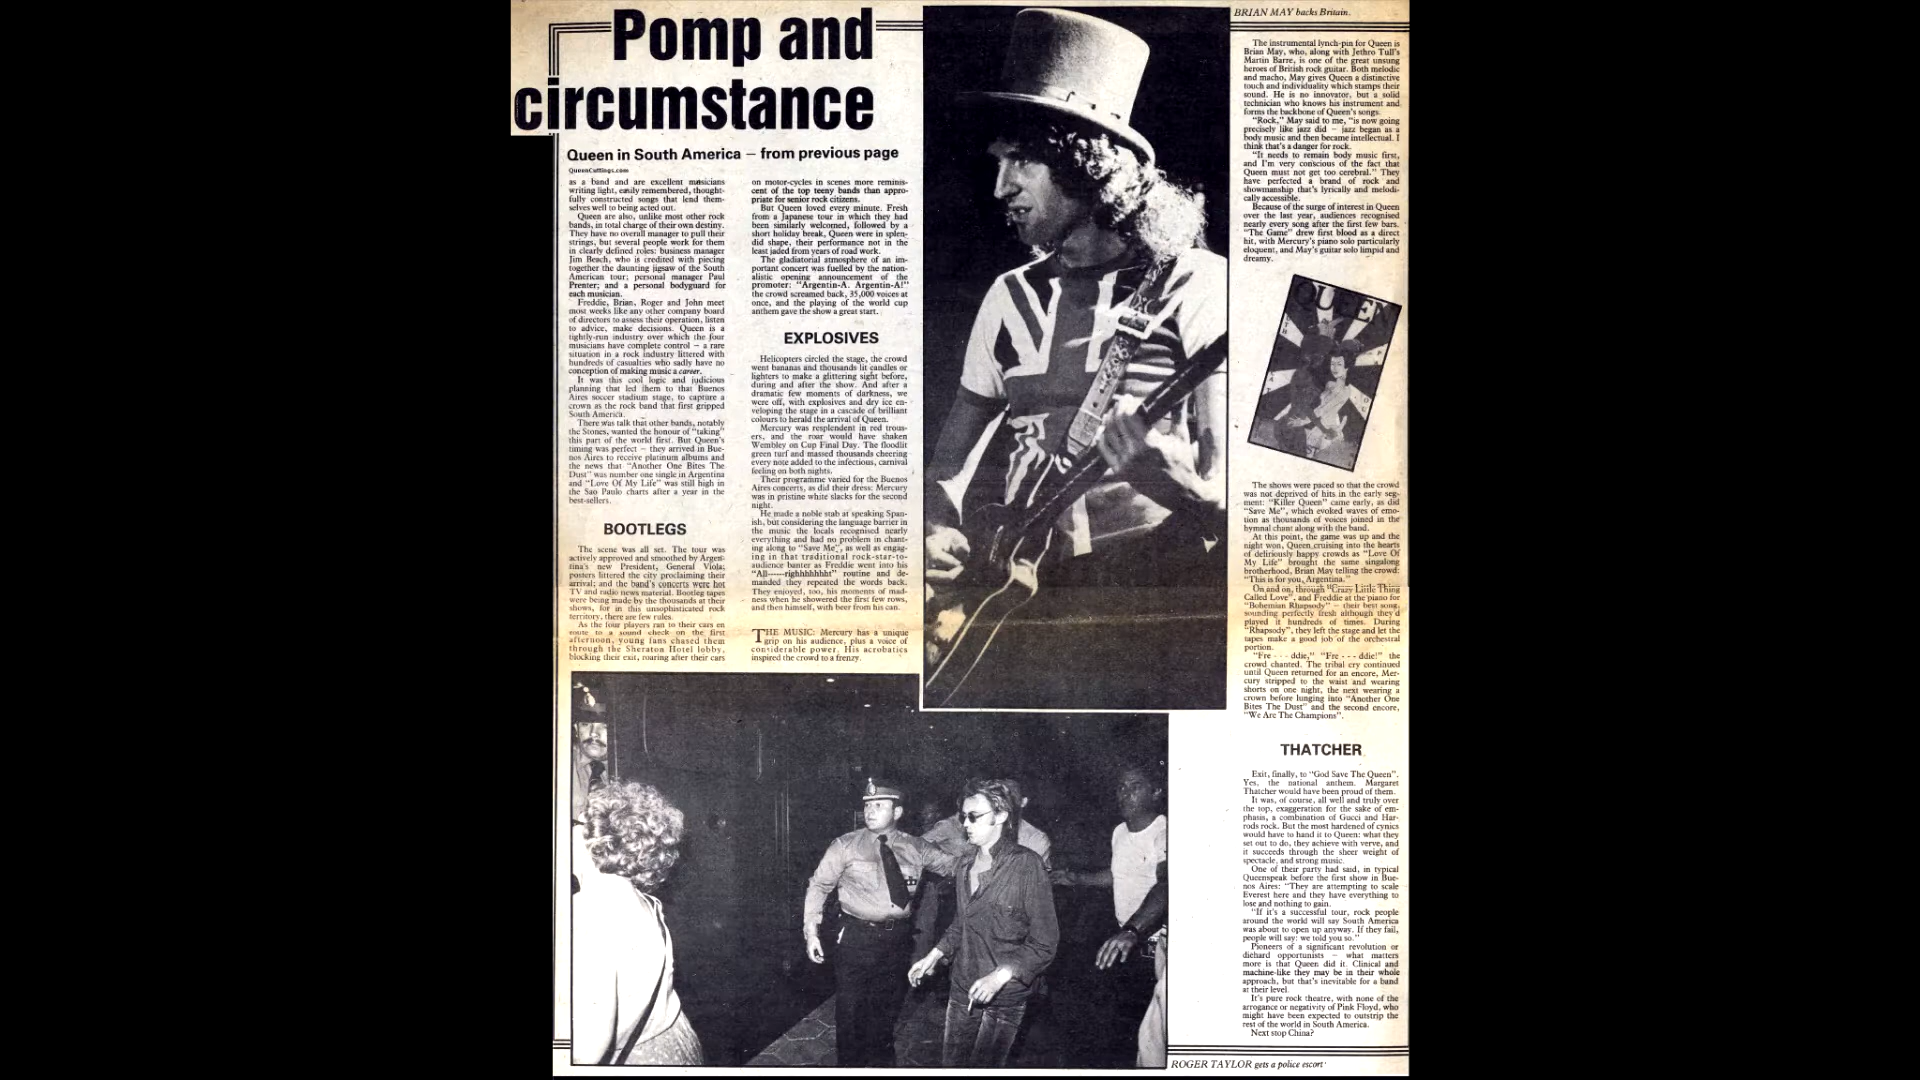 Pomp and
circumstance
Queen in South America — from previous page
QueenCuttings.com
as a band and are excellent musicians
writing light, easily remembered, thought-
fully constructed songs that lend them-
selves well to being acted out.
Queen are also, unlike most other rock
bands, in total charge of their own destiny.
They have no overall manager to pull their
strings, but several people work for them
in clearly defined roles: business manager
Jim Beach, who is credited with piecing
together the daunting jigsaw of the South
American tour; personal manager Paul
Prenter; and a personal bodyguard for
each musician.
Freddie, Brian, Roger and John meet
most weeks like any other company board
of directors to assess their operation, listen
to advice, make decisions. Queen is a
tightly-run industry over which the four
musicians have complete control — a rare
situation in a rock industry littered with
hundreds of casualties who sadly have no
conception of making music a career.
It was this cool logic and judicious
planning that led them to that Buenos
Aires soccer stadium stage, to capture a
crown as the rock band that first gripped
South America.
There was talk that other bands, notably
the Stones, wanted the honour of "taking"
this part of the world first. But Queen's
timing was perfect — they arrived in Bue-
nos Aires to receive platinum albums and
the news that "Another One Bites The
Dust" was number one single in Argentina
and "Love Of My Life" was still high in
the Sao Paulo charts after a year in the
best-sellers.
BOOTLEGS
The scene was all set. The tour was
actively approved and smoothed by Argen-
tina's new President, General Viola;
posters littered the city proclaiming their
arrival; and the band's concerts were hot
TV and radio news material. Bootleg tapes
were being made by the thousands at their
shows, for in this unsophisticated rock
territory, there are few rules.
As the four players ran to their cars en
route to a sound check on the first
afternoon, young fans chased them
through the Sheraton Hotel lobby,
blocking their exit, roaring after their cars
on motor-cycles in scenes more reminis-
cent of the top teeny bands than appro-
priate for senior rock citizens.
But Queen loved every minute. Fresh
from a Japanese tour in which they had
been similarly welcomed, followed by a
short holiday break, Queen were in splen-
did shape, their performance not in the
least jaded from years of road work.
The gladiatorial atmosphere of an im-
portant concert was fuelled by the nation-
alistic opening announcement of the
promoter: "Argentin-A. Argentin-A!"
the crowd screamed back, 35,000 voices at
once, and the playing of the world cup
anthem gave the show a great start.
EXPLOSIVES
Helicopters circled the stage, the crowd
went bananas and thousands lit candles or
lighters to make a glittering sight before,
during and after the show. And after a
dramatic few moments of darkness, we
were off, with explosives and dry ice en-
veloping the stage in a cascade of brilliant
colours to herald the arrival of Queen.
Mercury was resplendent in red trous-
ers, and the roar would have shaken
Wembley on Cup Final Day. The floodlit
green turf and massed thousands cheering
every note added to the infectious, carnival
feeling on both nights.
Their programme varied for the Buenos
Aires concerts, as did their dress: Mercury
was in pristine white slacks for the second
night.
He made a noble stab at speaking Span-
ish, but considering the language barrier in
the music the locals recognised nearly
everything and had no problem in chant-
ing along to "Save Me", as well as engag-
ing in that traditional rock-star-to-
audience banter as Freddie went into his
"All------righhhhhhht" routine and de-
manded they repeated the words back.
They enjoyed, too, his moments of mad-
ness when he showered the first few rows,
and then himself, with beer from his can.
THE MUSIC: Mercury has a unique
grip on his audience, plus a voice of
considerable power. His acrobatics
inspired the crowd to a frenzy.
BRIAN MAY backs Britain.
The instrumental lynch-pin for Queen is
Brian May, who, along with Jethro Tull's
Martin Barre, is one of the great unsung
heroes of British rock guitar. Both melodic
and macho, May gives Queen a distinctive
touch and individuality which stamps their
sound. He is no innovator, but a solid
technician who knows his instrument and
forms the backbone of Queen's songs.
"Rock," May said to me, "is now going
precisely like jazz did — jazz began as a
body music and then became intellectual. I
think that's a danger for rock.
"It needs to remain body music first,
and I'm very conscious of the fact that
Queen must not get too cerebral." They
have perfected a brand of rock and
showmanship that's lyrically and melodi-
cally accessible.
Because of the surge of interest in Queen
over the last year, audiences recognised
nearly every song after the first few bars.
"The Game" drew first blood as a direct
hit, with Mercury's piano solo particularly
eloquent, and May's guitar solo limpid and
dreamy.
QUEEN
The shows were paced so that the crowd
was not deprived of hits in the early seg-
ment: "Killer Queen" came early, as did
"Save Me", which evoked waves of emo-
tion as thousands of voices joined in the
hymnal chant along with the band.
At this point, the game was up and the
night won, Queen cruising into the hearts
of deliriously happy crowds as "Love Of
My Life" brought the same singalong
brotherhood, Brian May telling the crowd:
"This is for you, Argentina."
On and on, through "Crazy Little Thing
Called Love", and Freddie at the piano for
"Bohemian Rhapsody" — their best song,
sounding perfectly fresh although they'd
played it hundreds of times. During
"Rhapsody", they left the stage and let the
tapes make a good job of the orchestral
portion.
"Fre - - - ddie," "Fre - - - ddie!" the
crowd chanted. The tribal cry continued
until Queen returned for an encore, Mer-
cury stripped to the waist and wearing
shorts on one night, the next wearing a
crown before lunging into "Another One
Bites The Dust" and the second encore,
"We Are The Champions".
THATCHER
Exit, finally, to "God Save The Queen".
Yes, the national anthem. Margaret
Thatcher would have been proud of them.
It was, of course, all well and truly over
the top, exaggeration for the sake of em-
phasis, a combination of Gucci and Har-
rods rock. But the most hardened of cynics
would have to hand it to Queen: what they
set out to do, they achieve with verve, and
it succeeds through the sheer weight of
spectacle, and strong music.
One of their party had said, in typical
Queenspeak before the first show in Bue-
nos Aires: "They are attempting to scale
Everest here and they have everything to
lose and nothing to gain.
"If it's a successful tour, rock people
around the world will say South America
was about to open up anyway. If they fail,
people will say: we told you so."
Pioneers of a significant revolution or
diehard opportunists — what matters
more is that Queen did it. Clinical and
machine-like they may be in their whole
approach, but that's inevitable for a band
at their level.
It's pure rock theatre, with none of the
arrogance or negativity of Pink Floyd, who
might have been expected to outstrip the
rest of the world in South America.
Next stop China?
ROGER TAYLOR gets a police escort